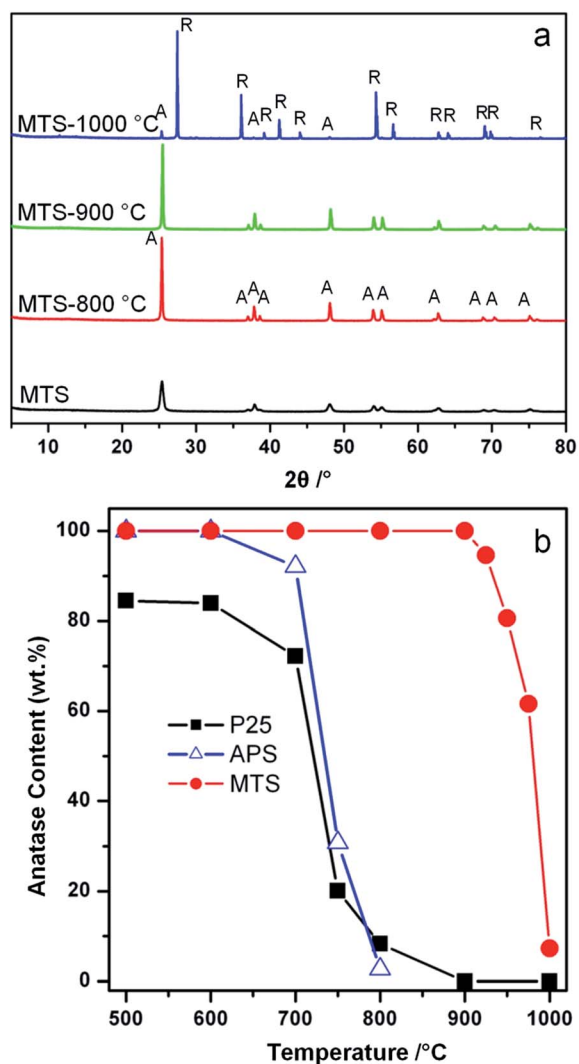 a
R
R
R
A
A
R
R
R
A
R
R
R
R
R
R
MTS-1000 °C
MTS-900 °C
A
A
A
A
A
A
A
A
A
A
A
MTS-800 °C
MTS
10 20 30 40 50 60 70 80
2θ /°
b
100
80
60
40
20
0
Anatase Content (wt.%)
P25
APS
MTS
500 600 700 800 900 1000
Temperature /°C